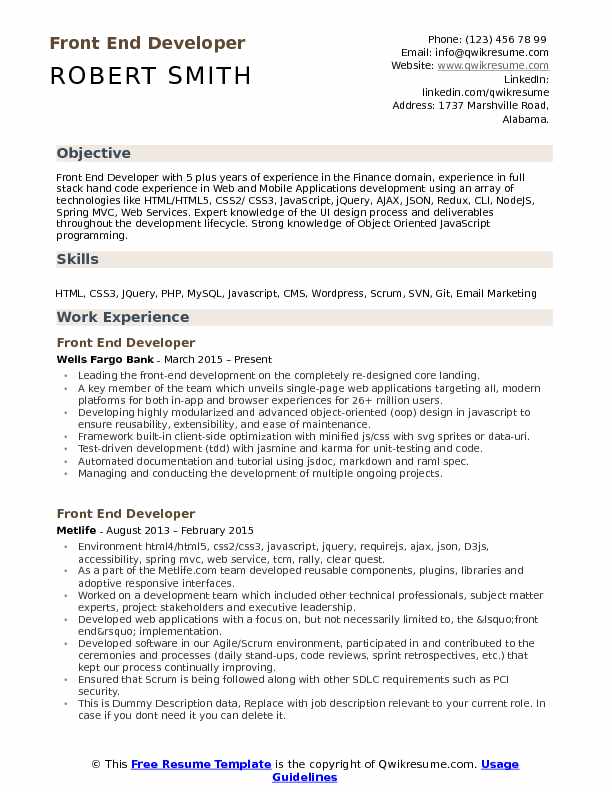 Front End Developer
ROBERT SMITH
Phone: (123) 456 78 99
Email: info@qwikresume.com
Website: www.qwikresume.com
LinkedIn:
linkedin.com/qwikresume
Address: 1737 Marshville Road,
Alabama.
Objective
Front End Developer with 5 plus years of experience in the Finance domain, experience in full
stack hand code experience in Web and Mobile Applications development using an array of
technologies like HTML/HTML5, CSS2/ CSS3, JavaScript, jQuery, AJAX, JSON, Redux, CLI, NodeJS,
Spring MVC, Web Services. Expert knowledge of the UI design process and deliverables
throughout the development lifecycle. Strong knowledge of Object Oriented JavaScript
programming.
Skills
HTML, CSS3, JQuery, PHP, MySQL, Javascript, CMS, Wordpress, Scrum, SVN, Git, Email Marketing
Work Experience
Front End Developer
Wells Fargo Bank - March 2015 – Present
• Leading the front-end development on the completely re-designed core landing.
• A key member of the team which unveils single-page web applications targeting all, modern
platforms for both in-app and browser experiences for 26+ million users.
• Developing highly modularized and advanced object-oriented (oop) design in javascript to
ensure reusability, extensibility, and ease of maintenance.
• Framework built-in client-side optimization with minified js/css with svg sprites or data-uri.
• Test-driven development (tdd) with jasmine and karma for unit-testing and code.
• Automated documentation and tutorial using jsdoc, markdown and raml spec.
• Managing and conducting the development of multiple ongoing projects.
Front End Developer
Metlife - August 2013 – February 2015
• Environment html4/html5, css2/css3, javascript, jquery, requirejs, ajax, json, D3js,
accessibility, spring mvc, web service, tcm, rally, clear quest.
• As a part of the Metlife.com team developed reusable components, plugins, libraries and
adoptive responsive interfaces.
• Worked on a development team which included other technical professionals, subject matter
experts, project stakeholders and executive leadership.
• Developed web applications with a focus on, but not necessarily limited to, the &lsquo;front
end&rsquo; implementation.
• Developed software in our Agile/Scrum environment, participated in and contributed to the
ceremonies and processes (daily stand-ups, code reviews, sprint retrospectives, etc.) that
kept our process continually improving.
• Ensured that Scrum is being followed along with other SDLC requirements such as PCI
security.
• This is Dummy Description data, Replace with job description relevant to your current role. In
case if you dont need it you can delete it.
© This Free Resume Template is the copyright of Qwikresume.com. Usage
Guidelines